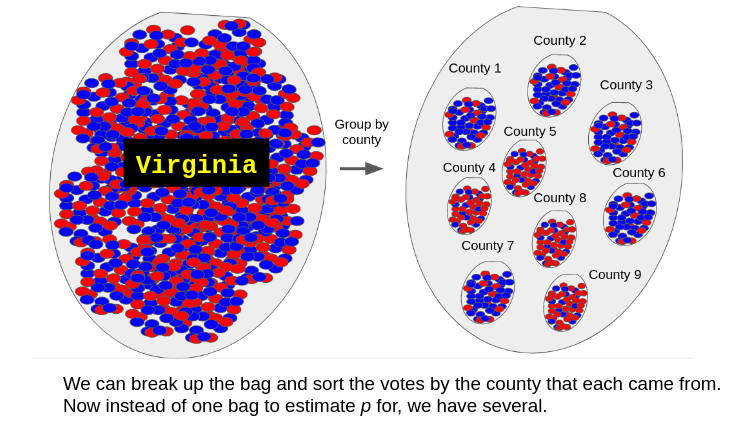 Virginia
Group by
county
County 1
County 2
County 3
County 4
County 5
County 6
County 7
County 8
County 9
We can break up the bag and sort the votes by the county that each came from.
Now instead of one bag to estimate p for, we have several.